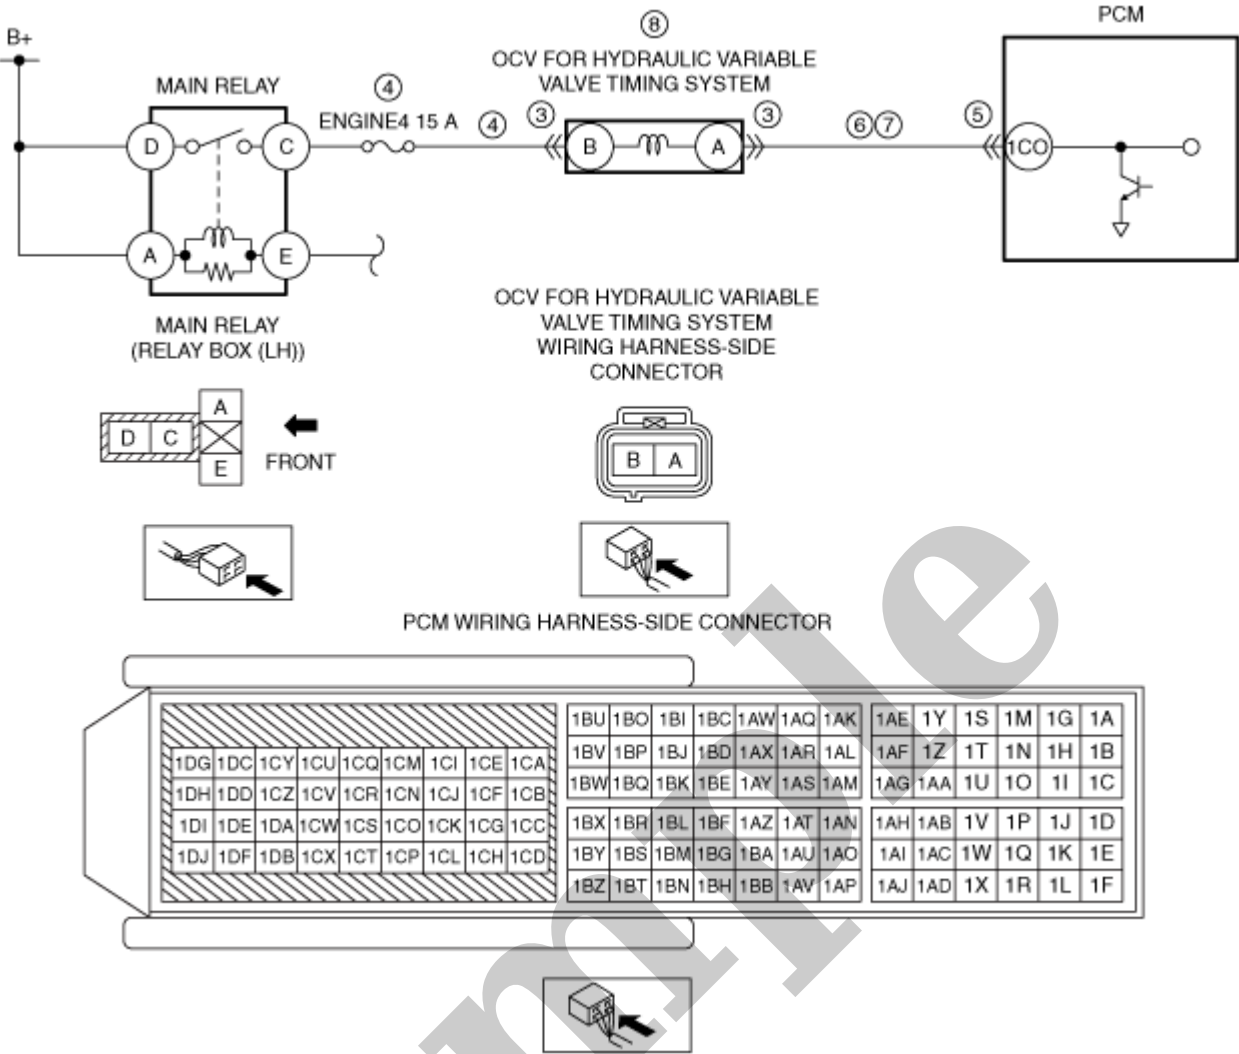 PCM
B+
⑧
OCV FOR HYDRAULIC VARIABLE
VALVE TIMING SYSTEM
MAIN RELAY
④
ENGINE4 15 A
④
③
③
⑥⑦
⑤
D
C
B
A
1CO
A
E
OCV FOR HYDRAULIC VARIABLE
VALVE TIMING SYSTEM
WIRING HARNESS-SIDE
CONNECTOR
MAIN RELAY
(RELAY BOX (LH))
A
D C
E
FRONT
B A
PCM WIRING HARNESS-SIDE CONNECTOR
1BU 1BO 1BI 1BC 1AW 1AQ 1AK 1AE 1Y 1S 1M 1G 1A
1BV 1BP 1BJ 1BD 1AX 1AR 1AL 1AF 1Z 1T 1N 1H 1B
1DG 1DC 1CY 1CU 1CQ 1CM 1CI 1CE 1CA
1BW 1BQ 1BK 1BE 1AY 1AS 1AM 1AG 1AA 1U 1O 1I 1C
1DH 1DD 1CZ 1CV 1CR 1CN 1CJ 1CF 1CB
1BX 1BR 1BL 1BF 1AZ 1AT 1AN 1AH 1AB 1V 1P 1J 1D
1DI 1DE 1DA 1CW 1CS 1CO 1CK 1CG 1CC
1BY 1BS 1BM 1BG 1BA 1AU 1AO 1AI 1AC 1W 1Q 1K 1E
1DJ 1DF 1DB 1CX 1CT 1CP 1CL 1CH 1CD
1BZ 1BT 1BN 1BH 1BB 1AV 1AP 1AJ 1AD 1X 1R 1L 1F
mple